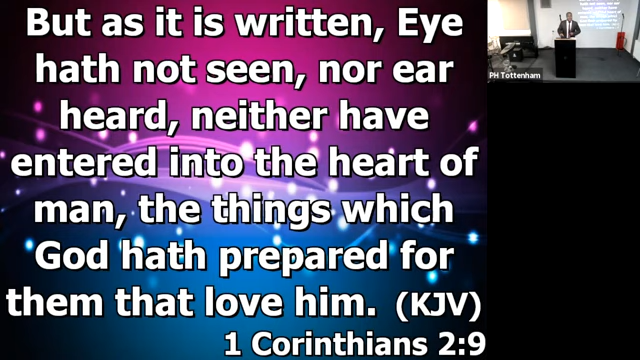 But as it is written, Eye
hath not seen, nor ear
heard, neither have
entered into the heart of
man, the things which
God hath prepared for
them that love him. (KJV)
1 Corinthians 2:9
PH Tottenham